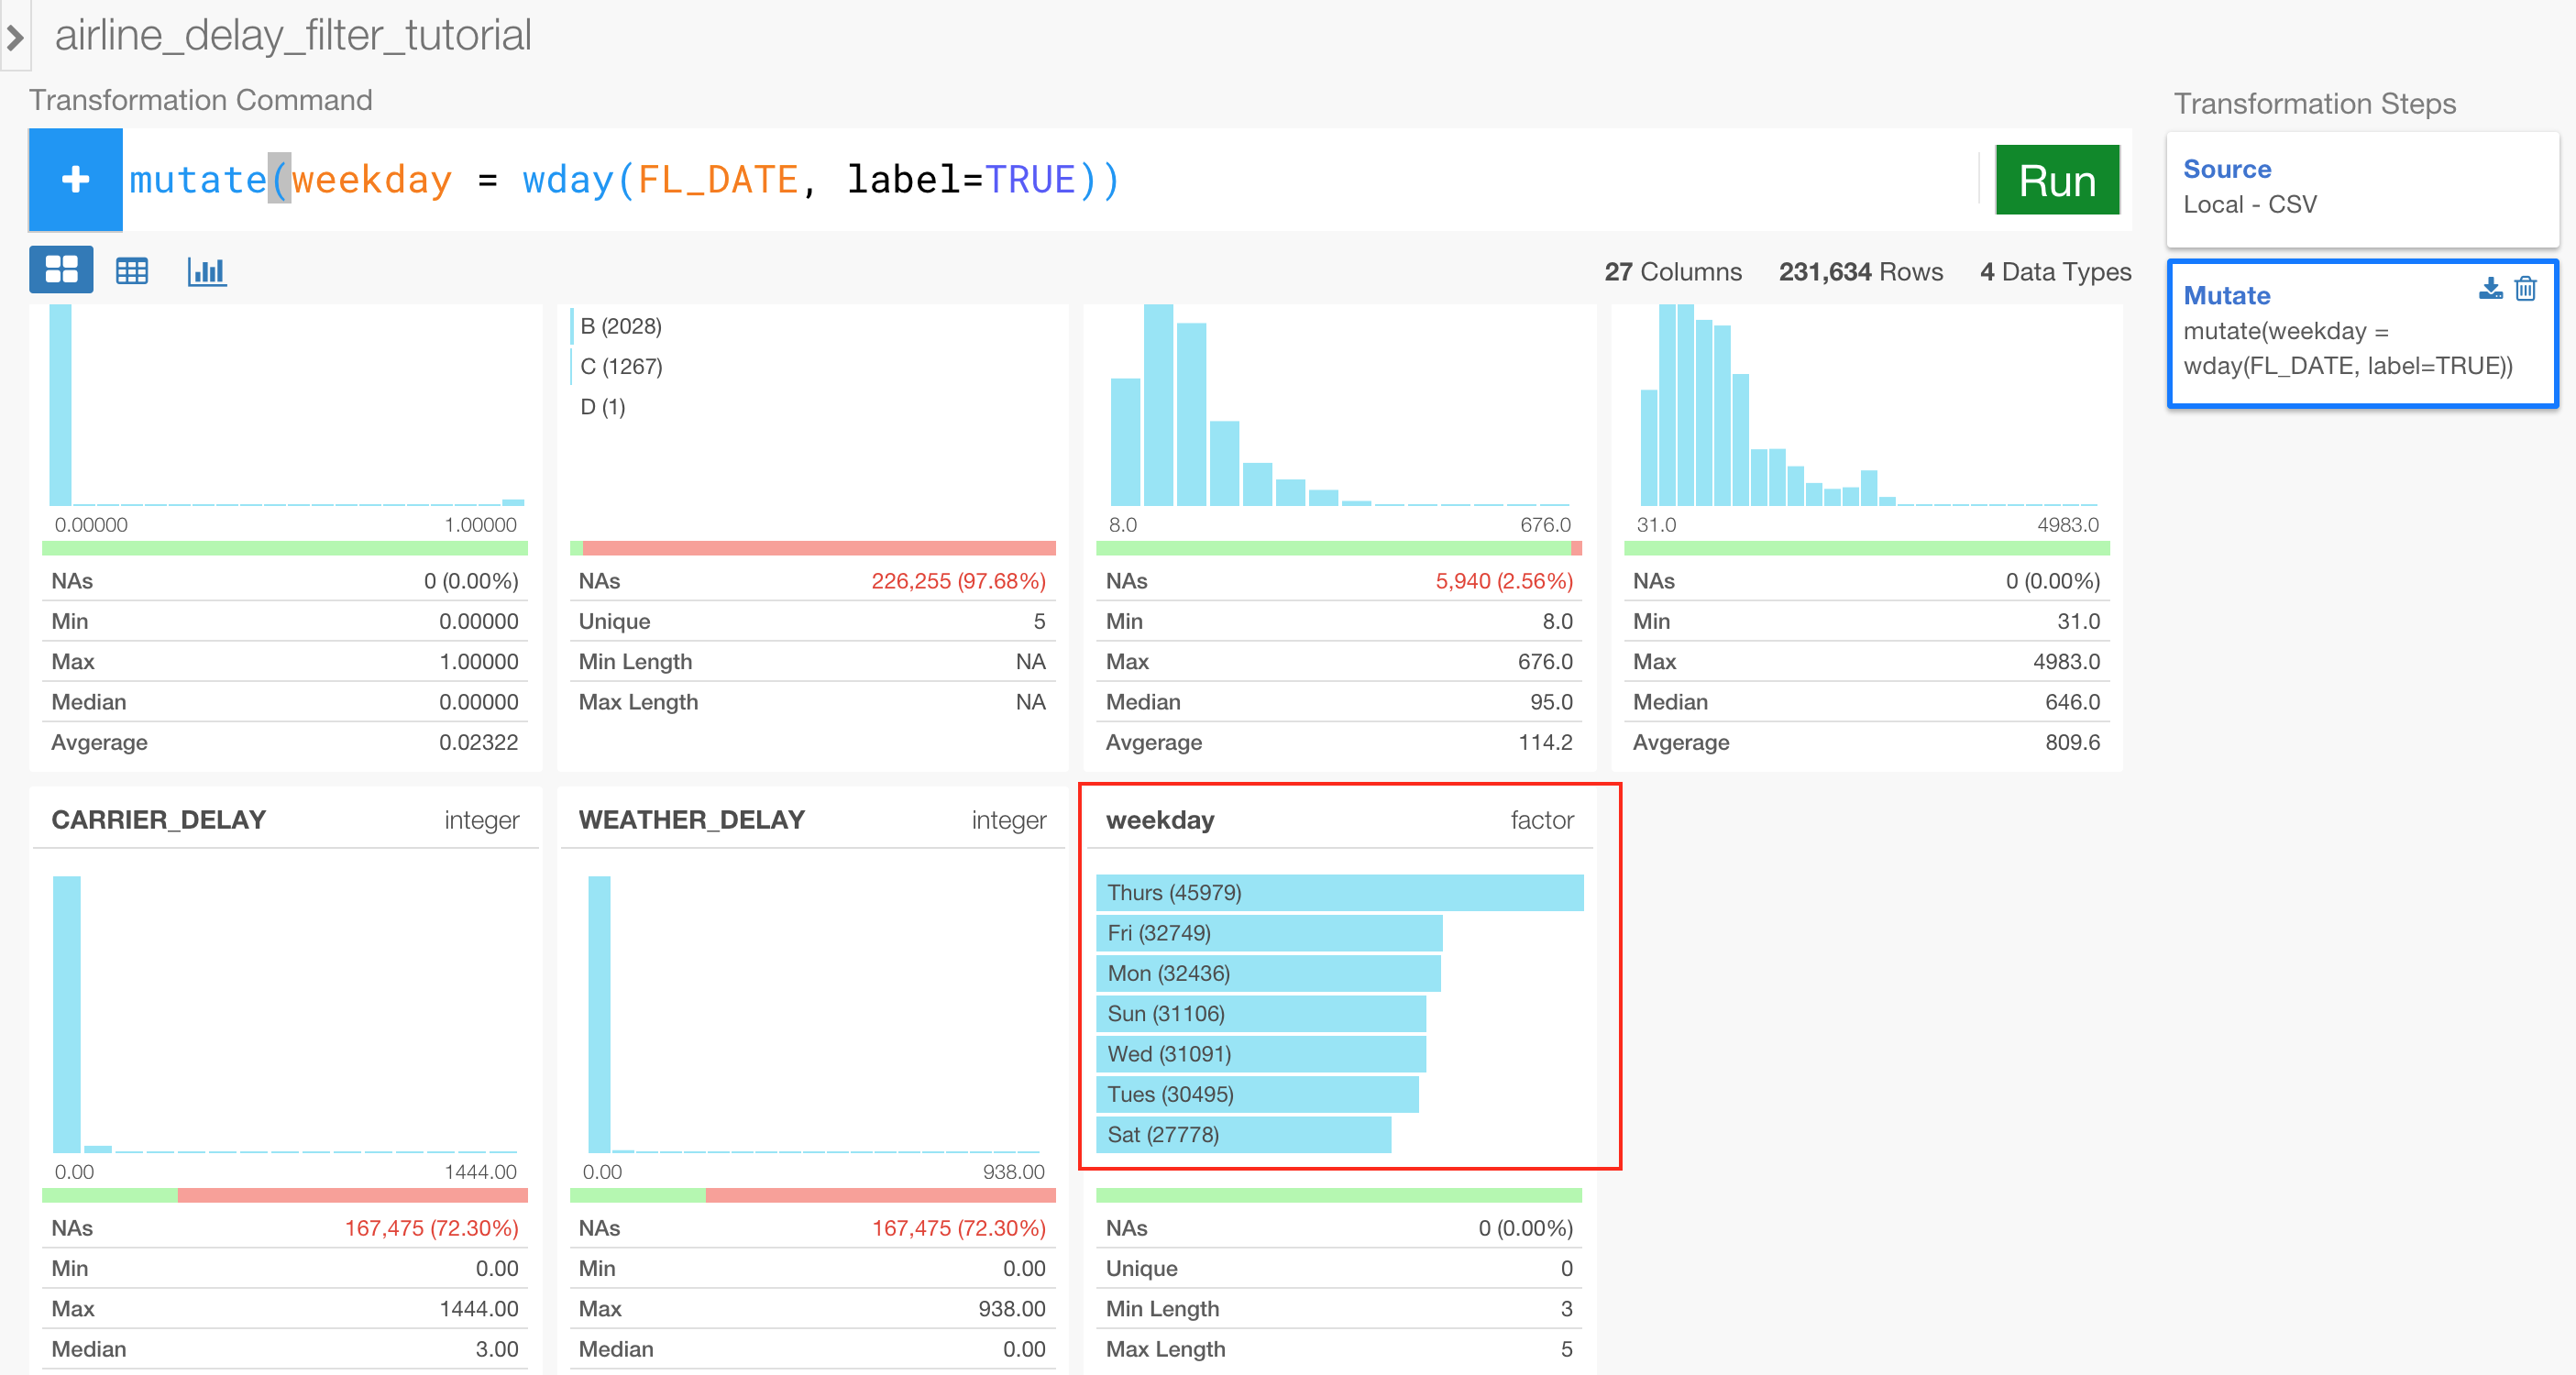 airline_delay_filter_tutorial
Transformation Command
mutate(weekday = wday(FL_DATE, label=TRUE))
Run
27 Columns 231,634 Rows 4 Data Types
0.00000 1.00000
NAs 0 (0.00%)
Min 0.00000
Max 1.00000
Median 0.00000
Avgerage 0.02322
B (2028)
C (1267)
D (1)
NAs 226,255 (97.68%)
Unique 5
Min Length NA
Max Length NA
8.0 676.0
NAs 5,940 (2.56%)
Min 8.0
Max 676.0
Median 95.0
Avgerage 114.2
31.0 4983.0
NAs 0 (0.00%)
Min 31.0
Max 4983.0
Median 646.0
Avgerage 809.6
CARRIER_DELAY integer
0.00 1444.00
NAs 167,475 (72.30%)
Min 0.00
Max 1444.00
Median 3.00
WEATHER_DELAY integer
0.00 938.00
NAs 167,475 (72.30%)
Min 0.00
Max 938.00
Median 0.00
weekday factor
Thurs (45979)
Fri (32749)
Mon (32436)
Sun (31106)
Wed (31091)
Tues (30495)
Sat (27778)
NAs 0 (0.00%)
Unique 0
Min Length 3
Max Length 5
Transformation Steps
Source
Local - CSV
Mutate
mutate(weekday =
wday(FL_DATE, label=TRUE))